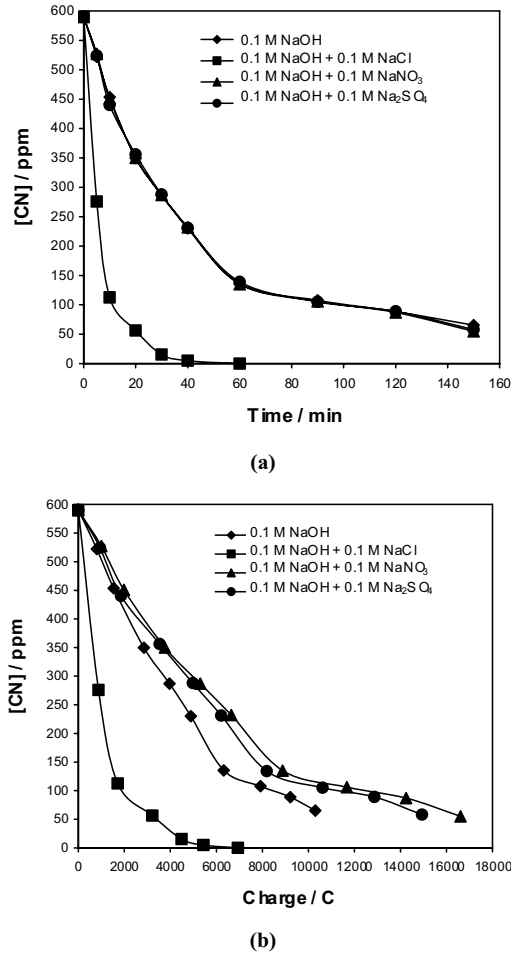 600
550
500
450
400
350
300
250
200
150
100
50
0
[CN] / ppm
0.1 M NaOH
0.1 M NaOH + 0.1 M NaCl
0.1 M NaOH + 0.1 M NaNO₃
0.1 M NaOH + 0.1 M Na₂SO₄
0 20 40 60 80 100 120 140 160
Time / min
(a)
600
550
500
450
400
350
300
250
200
150
100
50
0
[CN] / ppm
0.1 M NaOH
0.1 M NaOH + 0.1 M NaCl
0.1 M NaOH + 0.1 M NaNO₃
0.1 M NaOH + 0.1 M Na₂SO₄
0 2000 4000 6000 8000 10000 12000 14000 16000 18000
Charge / C
(b)